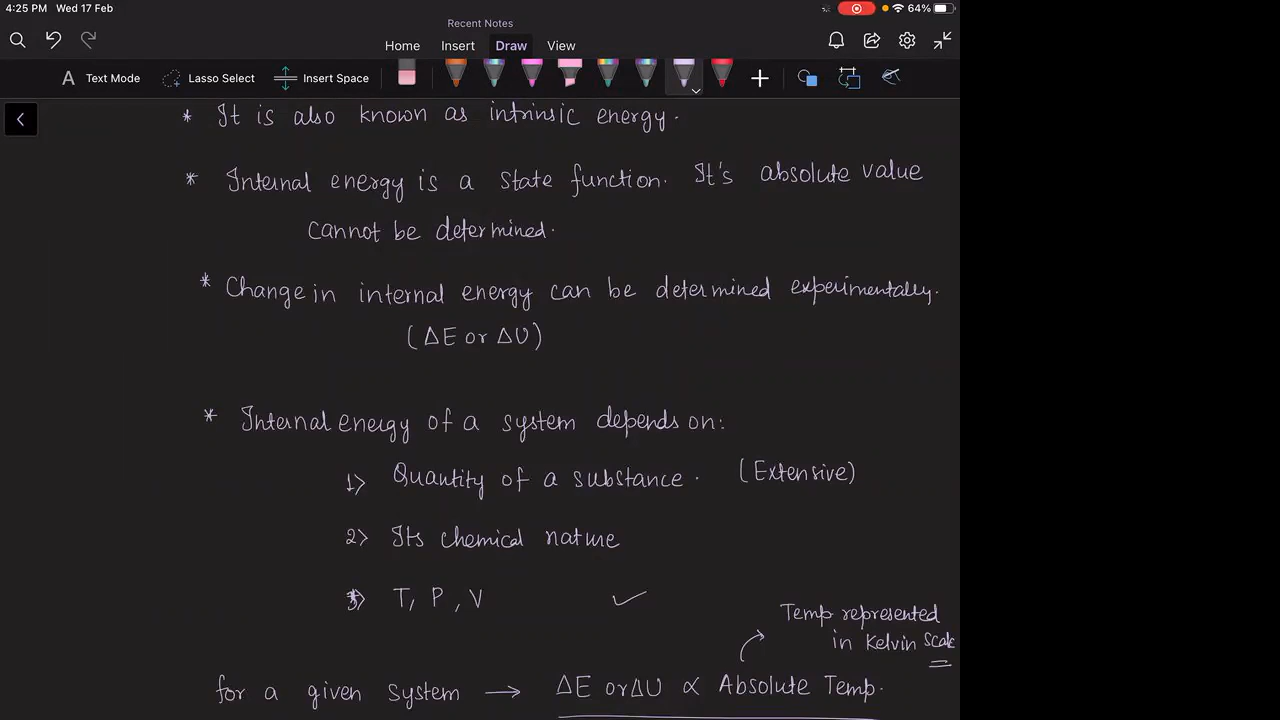 4:25 PM Wed 17 Feb
64%
Recent Notes
Home Insert Draw View
Text Mode Lasso Select Insert Space
* It is also known as intrinsic energy.
* Internal energy is a state function. It's absolute value
cannot be determined.
* Change in internal energy can be determined experimentally.
(ΔE or ΔU)
* Internal energy of a system depends on:
1> Quantity of a substance. (Extensive)
2> Its chemical nature
3> T, P, V ✓
Temp represented
in Kelvin scale
for a given system → ΔE or ΔU ∝ Absolute Temp.